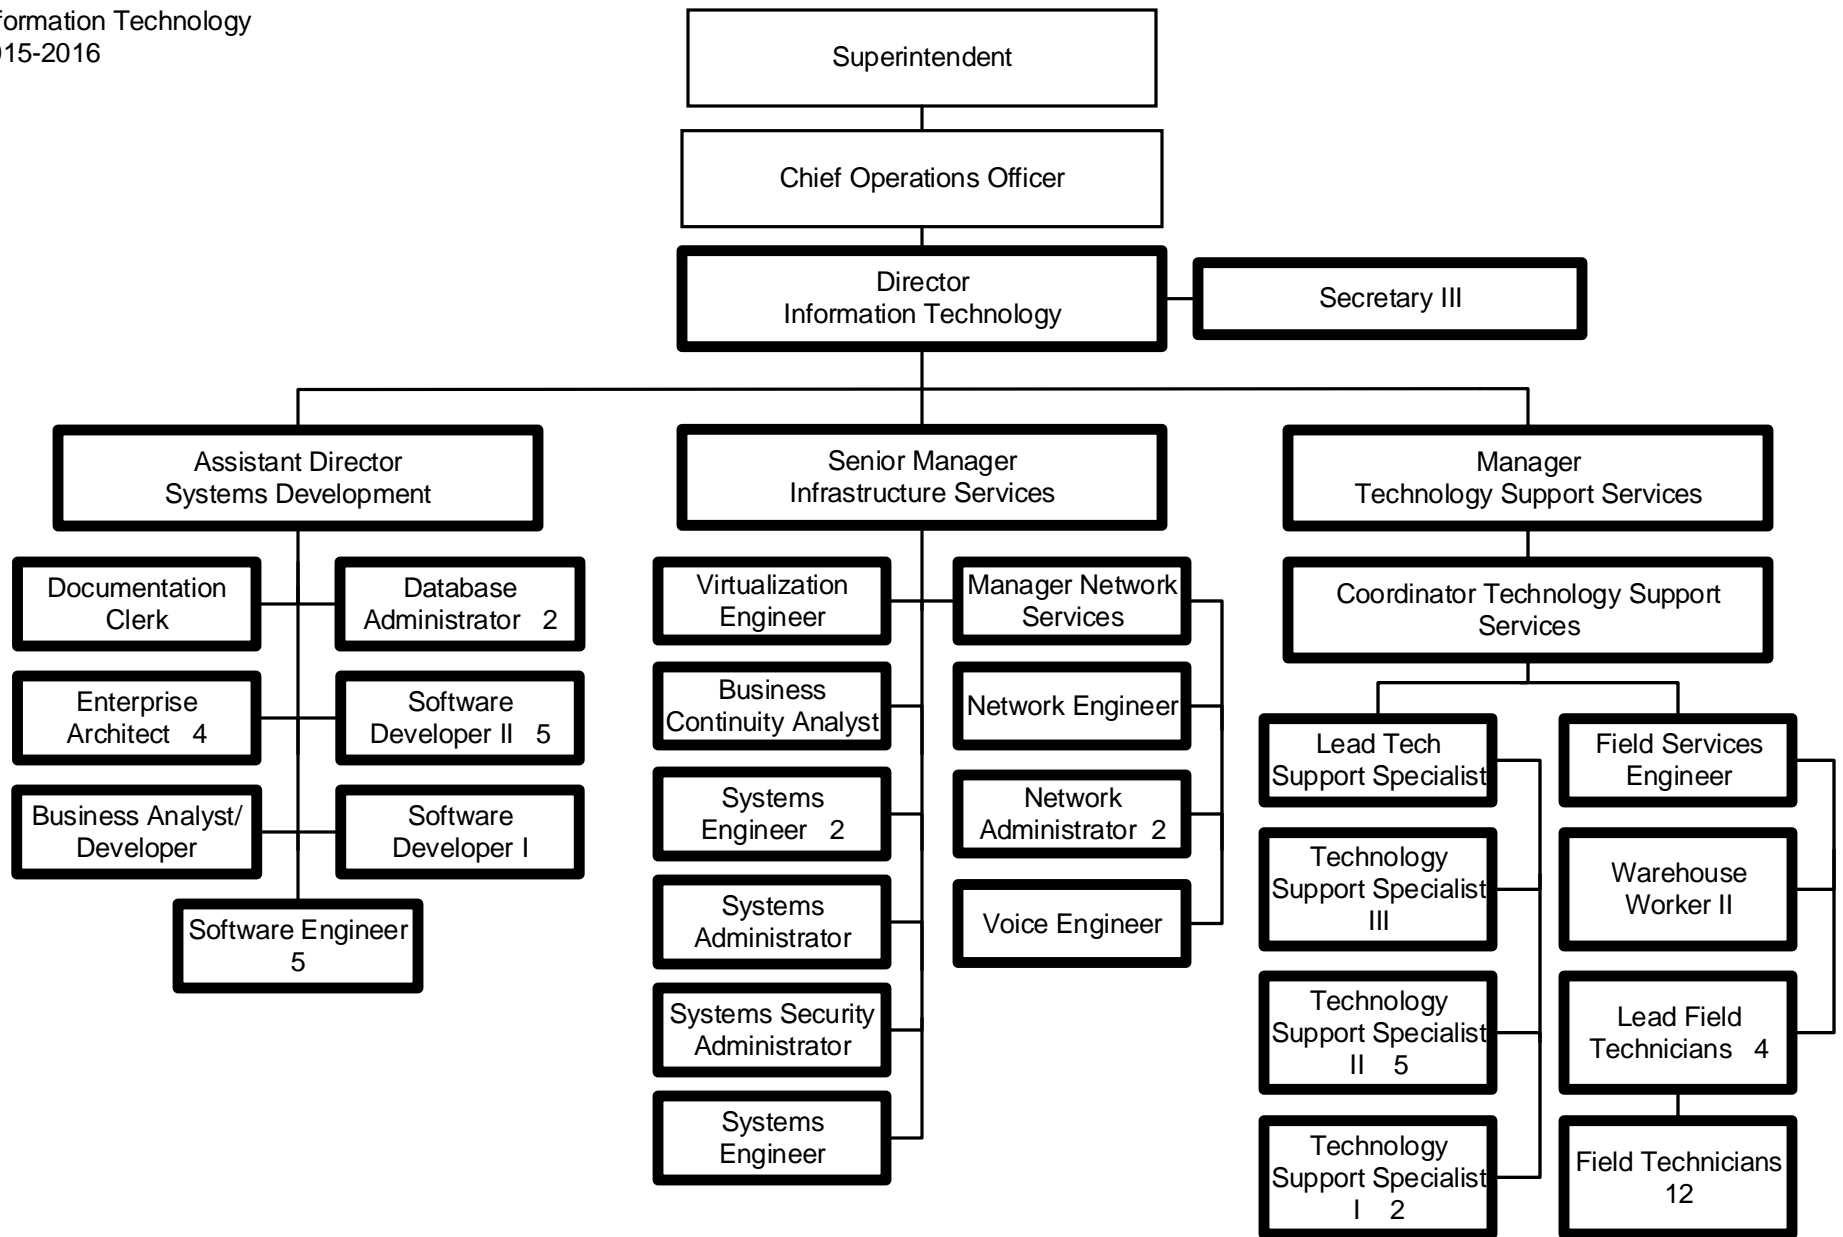 formation Technology
015-2016
Superintendent
Chief Operations Officer
Director
Information Technology
Secretary III
Assistant Director
Systems Development
Senior Manager
Infrastructure Services
Manager
Technology Support Services
Documentation
Clerk
Database
Administrator 2
Enterprise
Architect 4
Software
Developer II 5
Business Analyst/
Developer
Software
Developer I
Software Engineer
5
Virtualization
Engineer
Manager Network
Services
Business
Continuity Analyst
Network Engineer
Systems
Engineer 2
Network
Administrator 2
Systems
Administrator
Voice Engineer
Systems Security
Administrator
Systems
Engineer
Coordinator Technology Support
Services
Lead Tech
Support Specialist
Field Services
Engineer
Technology
Support Specialist
III
Warehouse
Worker II
Technology
Support Specialist
II 5
Lead Field
Technicians 4
Technology
Support Specialist
I 2
Field Technicians
12